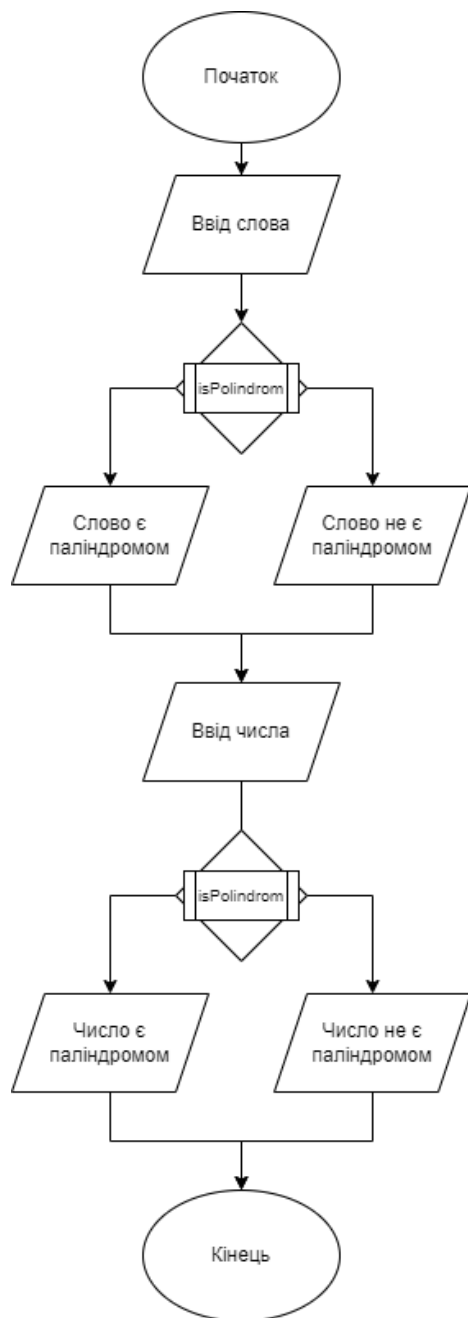 Початок
Ввід слова
isPolindrom
Слово є
паліндромом
Слово не є
паліндромом
Ввід числа
isPolindrom
Число є
паліндромом
Число не є
паліндромом
Кінець